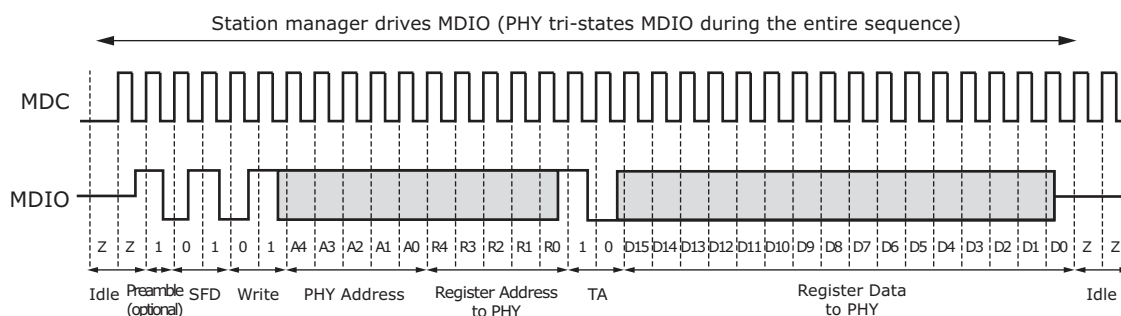 Station manager drives MDIO (PHY tri-states MDIO during the entire sequence)
MDC
MDIO
Z Z 1 0 1 0 1 A4 A3 A2 A1 A0 R4 R3 R2 R1 R0 1 0 D15 D14 D13 D12 D11 D10 D9 D8 D7 D6 D5 D4 D3 D2 D1 D0 Z Z
Idle Preamble (optional) SFD Write PHY Address Register Address to PHY TA Register Data to PHY Idle